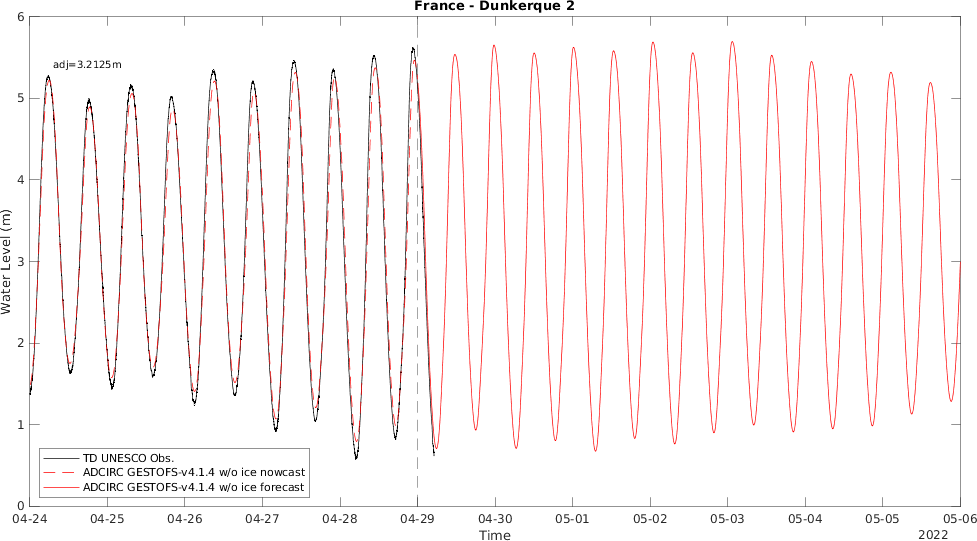 France - Dunkerque 2
adj=3.2125m
Water Level (m)
6
5
4
3
2
1
0
TD UNESCO Obs.
ADCIRC GESTOFS-v4.1.4 w/o ice nowcast
ADCIRC GESTOFS-v4.1.4 w/o ice forecast
04-24 04-25 04-26 04-27 04-28 04-29 04-30 05-01 05-02 05-03 05-04 05-05 05-06
Time
2022